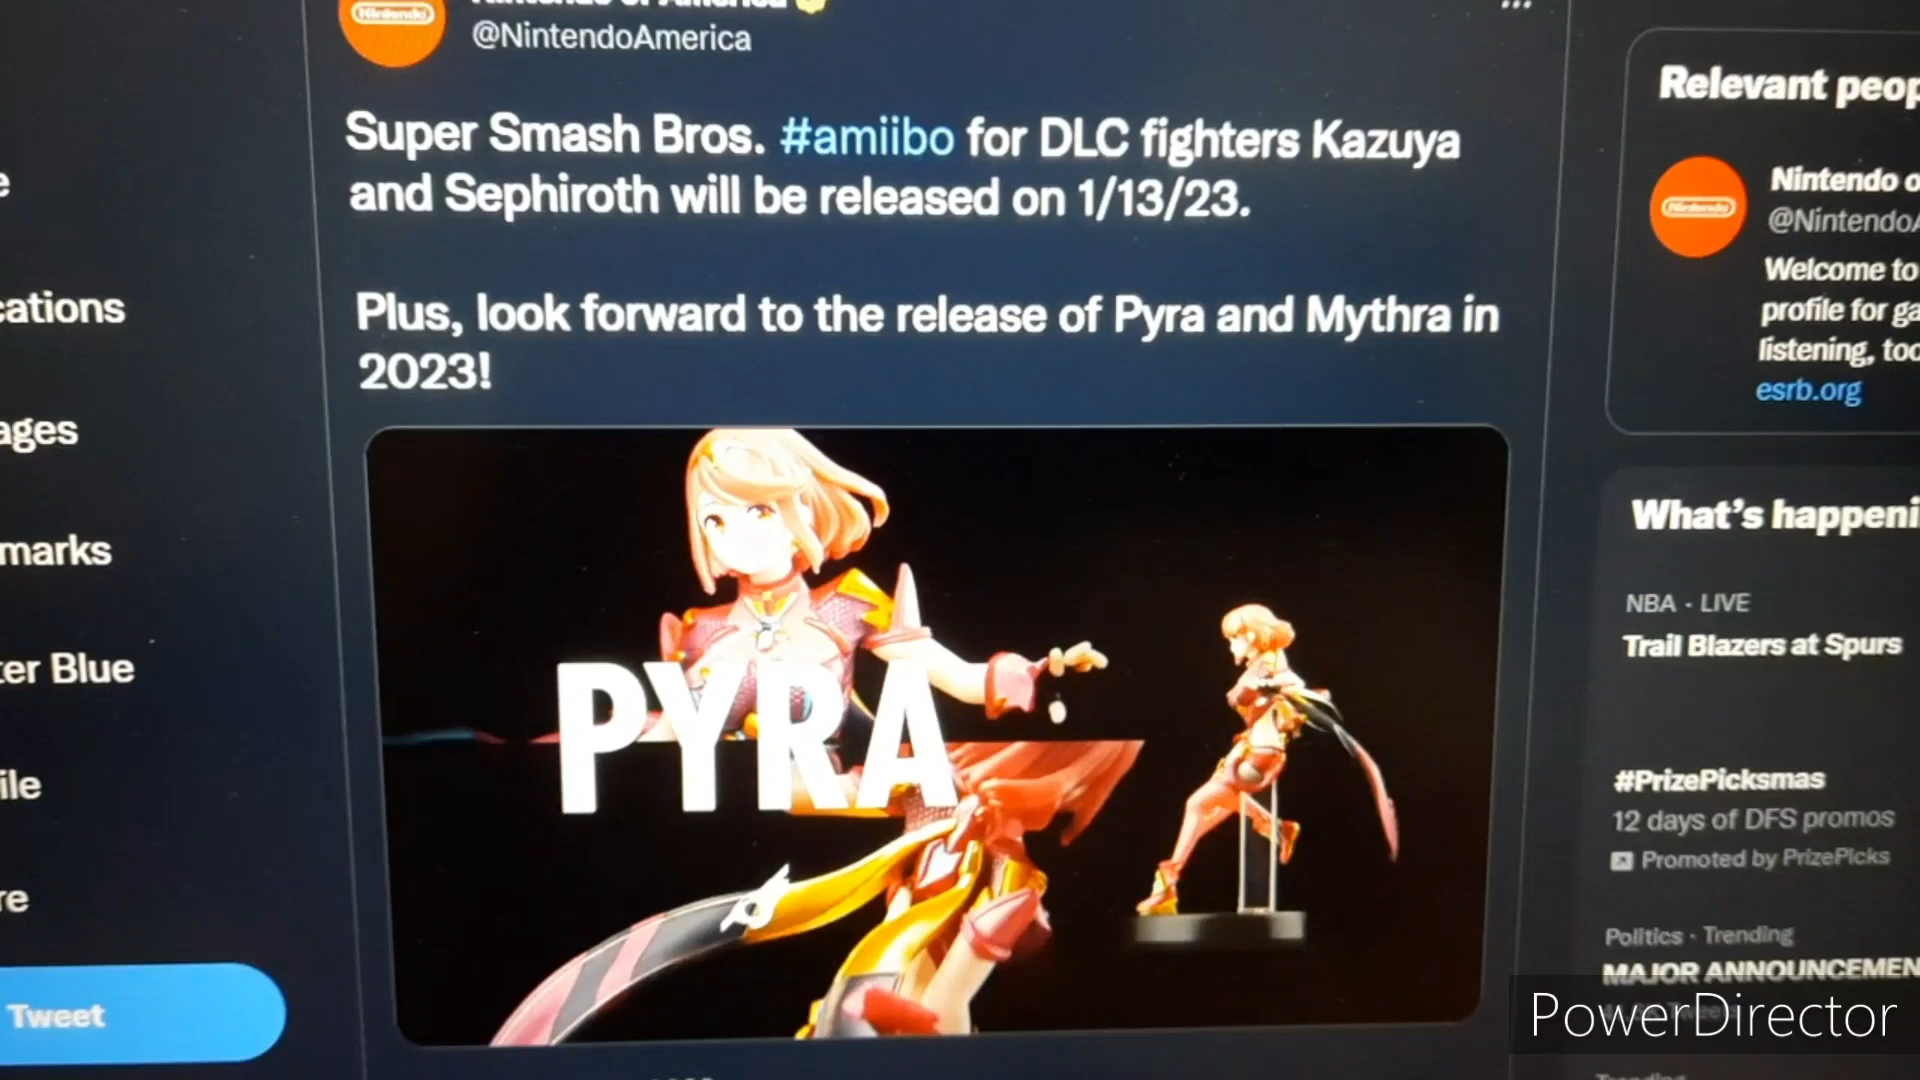 Nintendo
@NintendoAmerica
Super Smash Bros. #amiibo for DLC fighters Kazuya
and Sephiroth will be released on 1/13/23.
Plus, look forward to the release of Pyra and Mythra in
2023!
PYRA
cations
ages
marks
er Blue
ile
re
Tweet
Relevant peop
Nintendo
Nintendo o
@NintendoA
Welcome to
profile for ga
listening, too
esrb.org
What's happeni
NBA · LIVE
Trail Blazers at Spurs
#PrizePicksmas
12 days of DFS promos
Promoted by PrizePicks
Politics · Trending
MAJOR ANNOUNCEMEN
PowerDirector